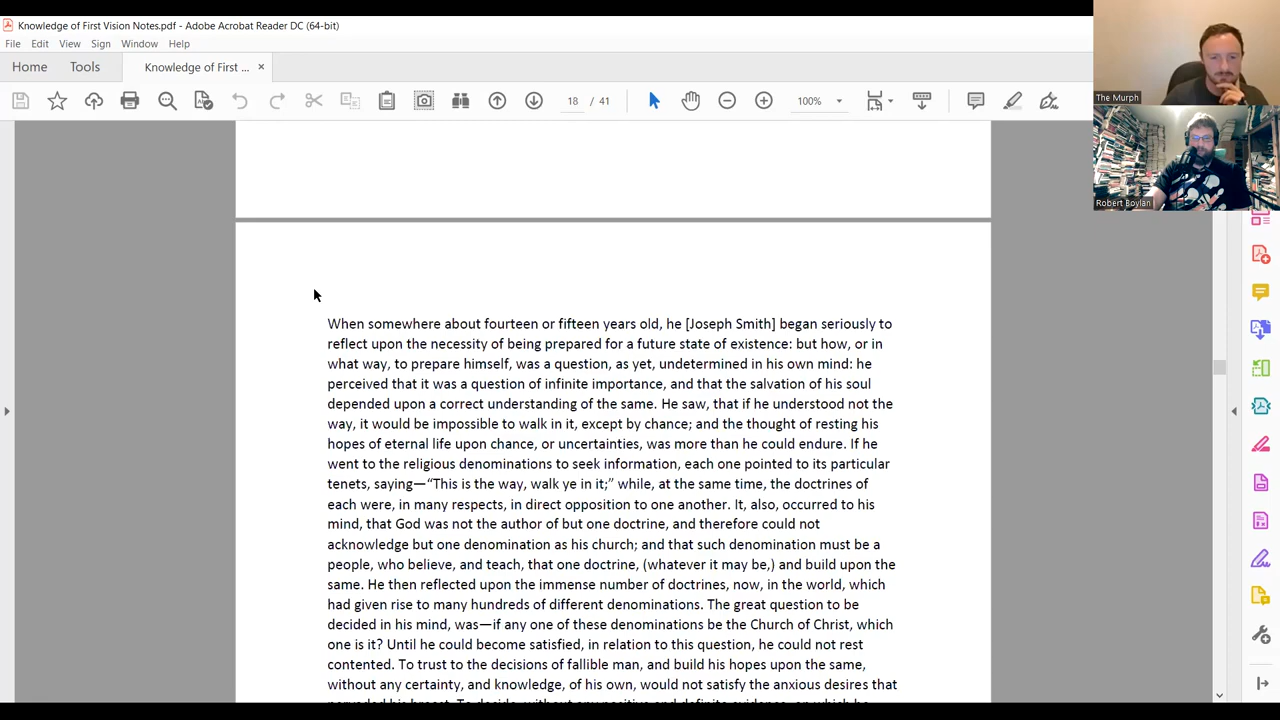 Knowledge of First Vision Notes.pdf - Adobe Acrobat Reader DC (64-bit)
File Edit View Sign Window Help
Home Tools Knowledge of First ... ×
18 / 41 100%
The Murph
Robert Boylan
When somewhere about fourteen or fifteen years old, he [Joseph Smith] began seriously to
reflect upon the necessity of being prepared for a future state of existence: but how, or in
what way, to prepare himself, was a question, as yet, undetermined in his own mind: he
perceived that it was a question of infinite importance, and that the salvation of his soul
depended upon a correct understanding of the same. He saw, that if he understood not the
way, it would be impossible to walk in it, except by chance; and the thought of resting his
hopes of eternal life upon chance, or uncertainties, was more than he could endure. If he
went to the religious denominations to seek information, each one pointed to its particular
tenets, saying—“This is the way, walk ye in it;” while, at the same time, the doctrines of
each were, in many respects, in direct opposition to one another. It, also, occurred to his
mind, that God was not the author of but one doctrine, and therefore could not
acknowledge but one denomination as his church; and that such denomination must be a
people, who believe, and teach, that one doctrine, (whatever it may be,) and build upon the
same. He then reflected upon the immense number of doctrines, now, in the world, which
had given rise to many hundreds of different denominations. The great question to be
decided in his mind, was—if any one of these denominations be the Church of Christ, which
one is it? Until he could become satisfied, in relation to this question, he could not rest
contented. To trust to the decisions of fallible man, and build his hopes upon the same,
without any certainty, and knowledge, of his own, would not satisfy the anxious desires that